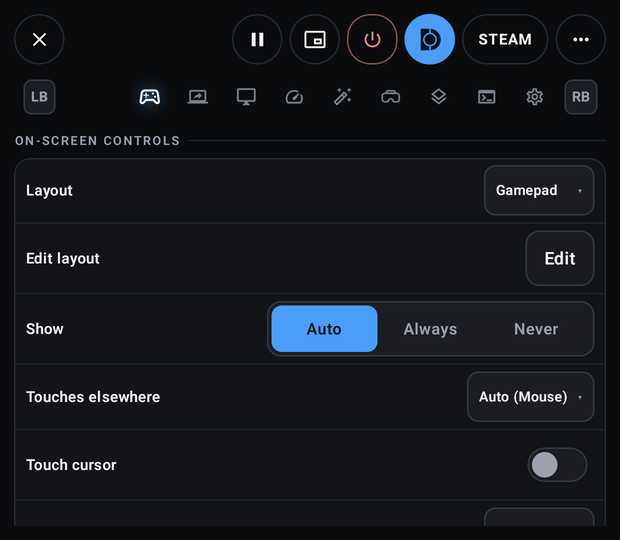 STEAM
LB
RB
ON-SCREEN CONTROLS
Layout
Gamepad
Edit layout
Edit
Show
Auto
Always
Never
Touches elsewhere
Auto (Mouse)
Touch cursor